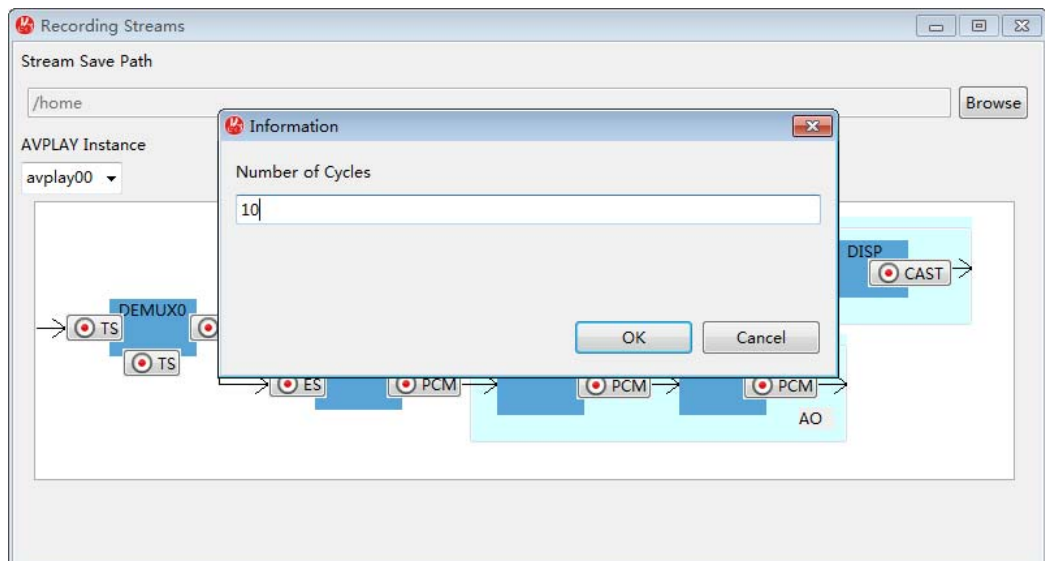 Recording Streams
Stream Save Path
/home
Browse
Information
AVPLAY Instance
Number of Cycles
avplay00
10
DISP
CAST
DEMUX0
TS
OK
Cancel
TS
ES
PCM
PCM
PCM
AO